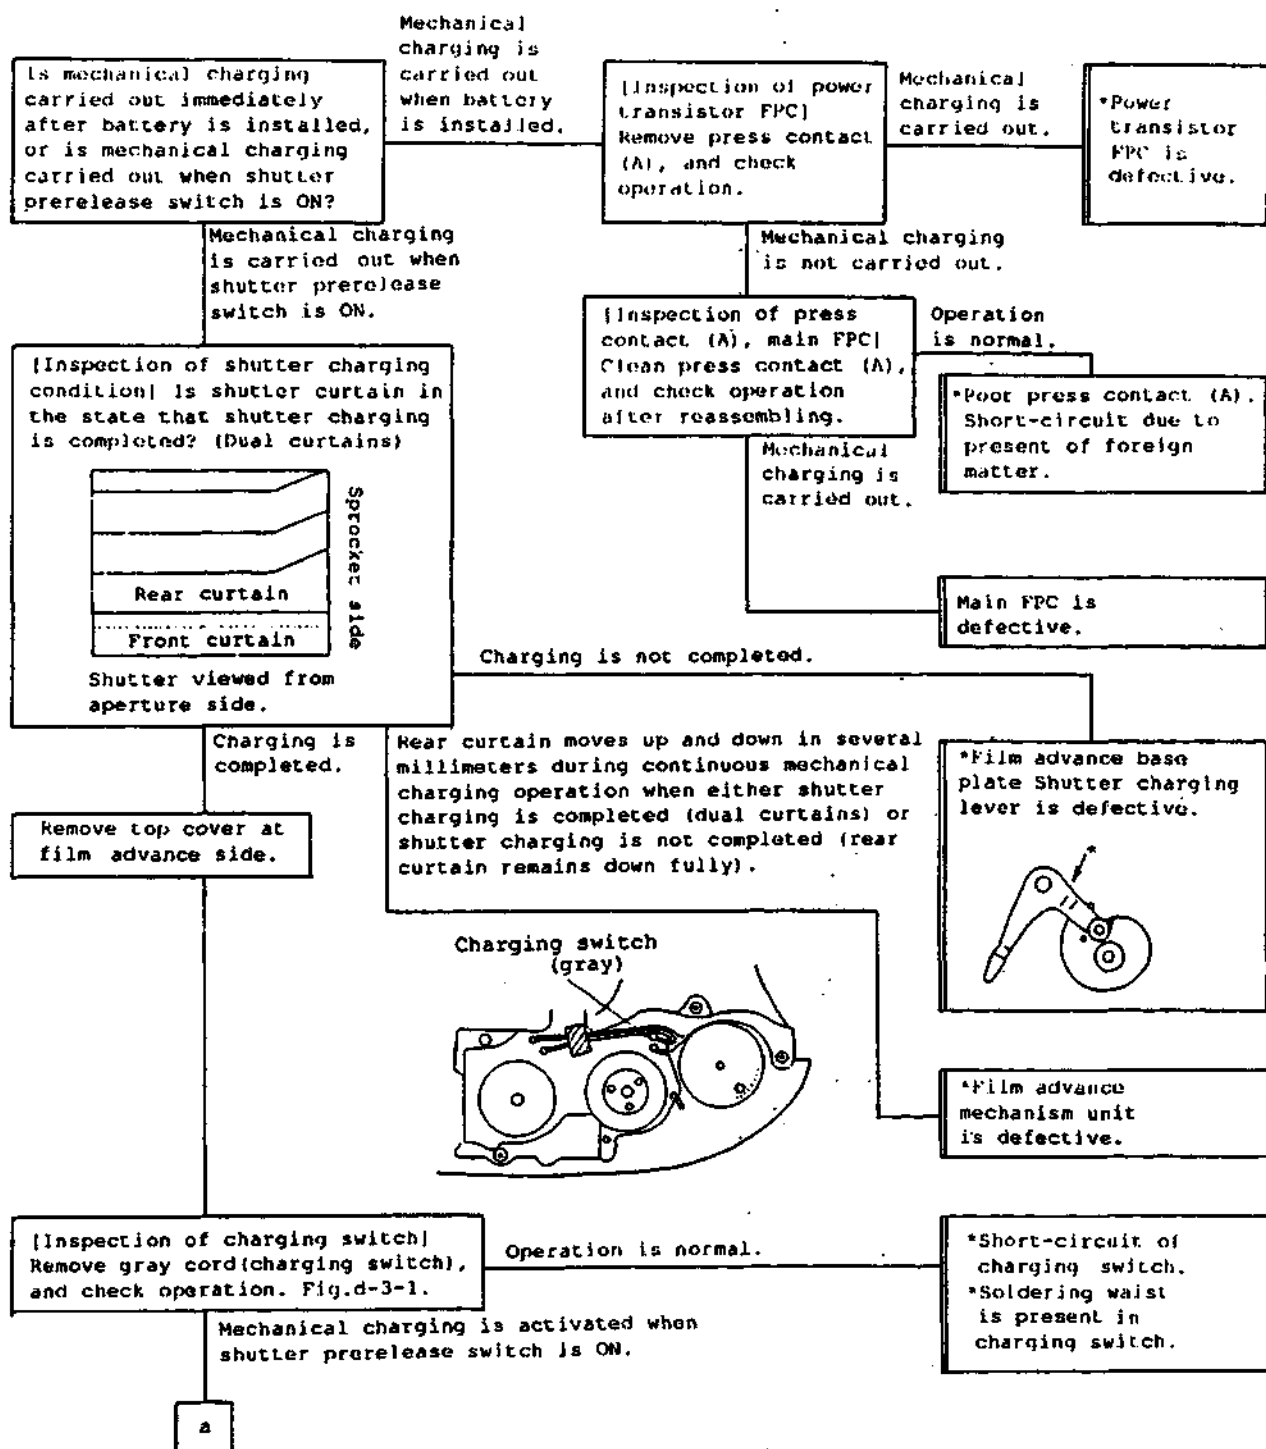 Is mechanical charging
carried out immediately
after battery is installed,
or is mechanical charging
carried out when shutter
prerelease switch is ON?
Mechanical
charging is
carried out
when battery
is installed.
[Inspection of power
transistor FPC]
Remove press contact
(A), and check
operation.
Mechanical
charging is
carried out.
*Power
transistor
FPC is
defective.
Mechanical charging
is carried out when
shutter prerelease
switch is ON.
Mechanical charging
is not carried out.
[Inspection of press
contact (A), main FPC]
Clean press contact (A),
and check operation
after reassembling.
Operation
is normal.
*Poor press contact (A).
Short-circuit due to
present of foreign
matter.
Mechanical
charging is
carried out.
Main FPC is
defective.
[Inspection of shutter charging
condition] Is shutter curtain in
the state that shutter charging
is completed? (Dual curtains)
Sprocket side
Rear curtain
Front curtain
Shutter viewed from
aperture side.
Charging is not completed.
Charging is
completed.
Rear curtain moves up and down in several
millimeters during continuous mechanical
charging operation when either shutter
charging is completed (dual curtains) or
shutter charging is not completed (rear
curtain remains down fully).
*Film advance base
plate Shutter charging
lever is defective.
*
Remove top cover at
film advance side.
Charging switch
(gray)
*Film advance
mechanism unit
is defective.
[Inspection of charging switch]
Remove gray cord(charging switch),
and check operation. Fig.d-3-1.
Operation is normal.
*Short-circuit of
charging switch.
*Soldering waist
is present in
charging switch.
Mechanical charging is activated when
shutter prerelease switch is ON.
a